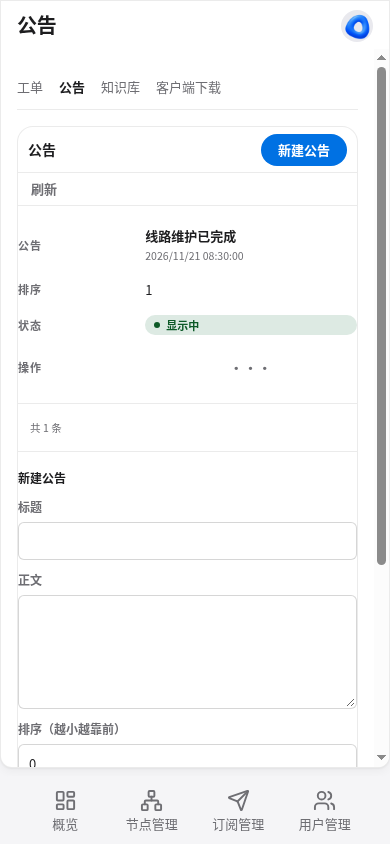 公告
工单 公告 知识库 客户端下载
公告 新建公告
刷新
公告 线路维护已完成
2026/11/21 08:30:00
排序 1
状态 显示中
操作 • • •
共 1 条
新建公告
标题
正文
排序（越小越靠前）
0
概览 节点管理 订阅管理 用户管理